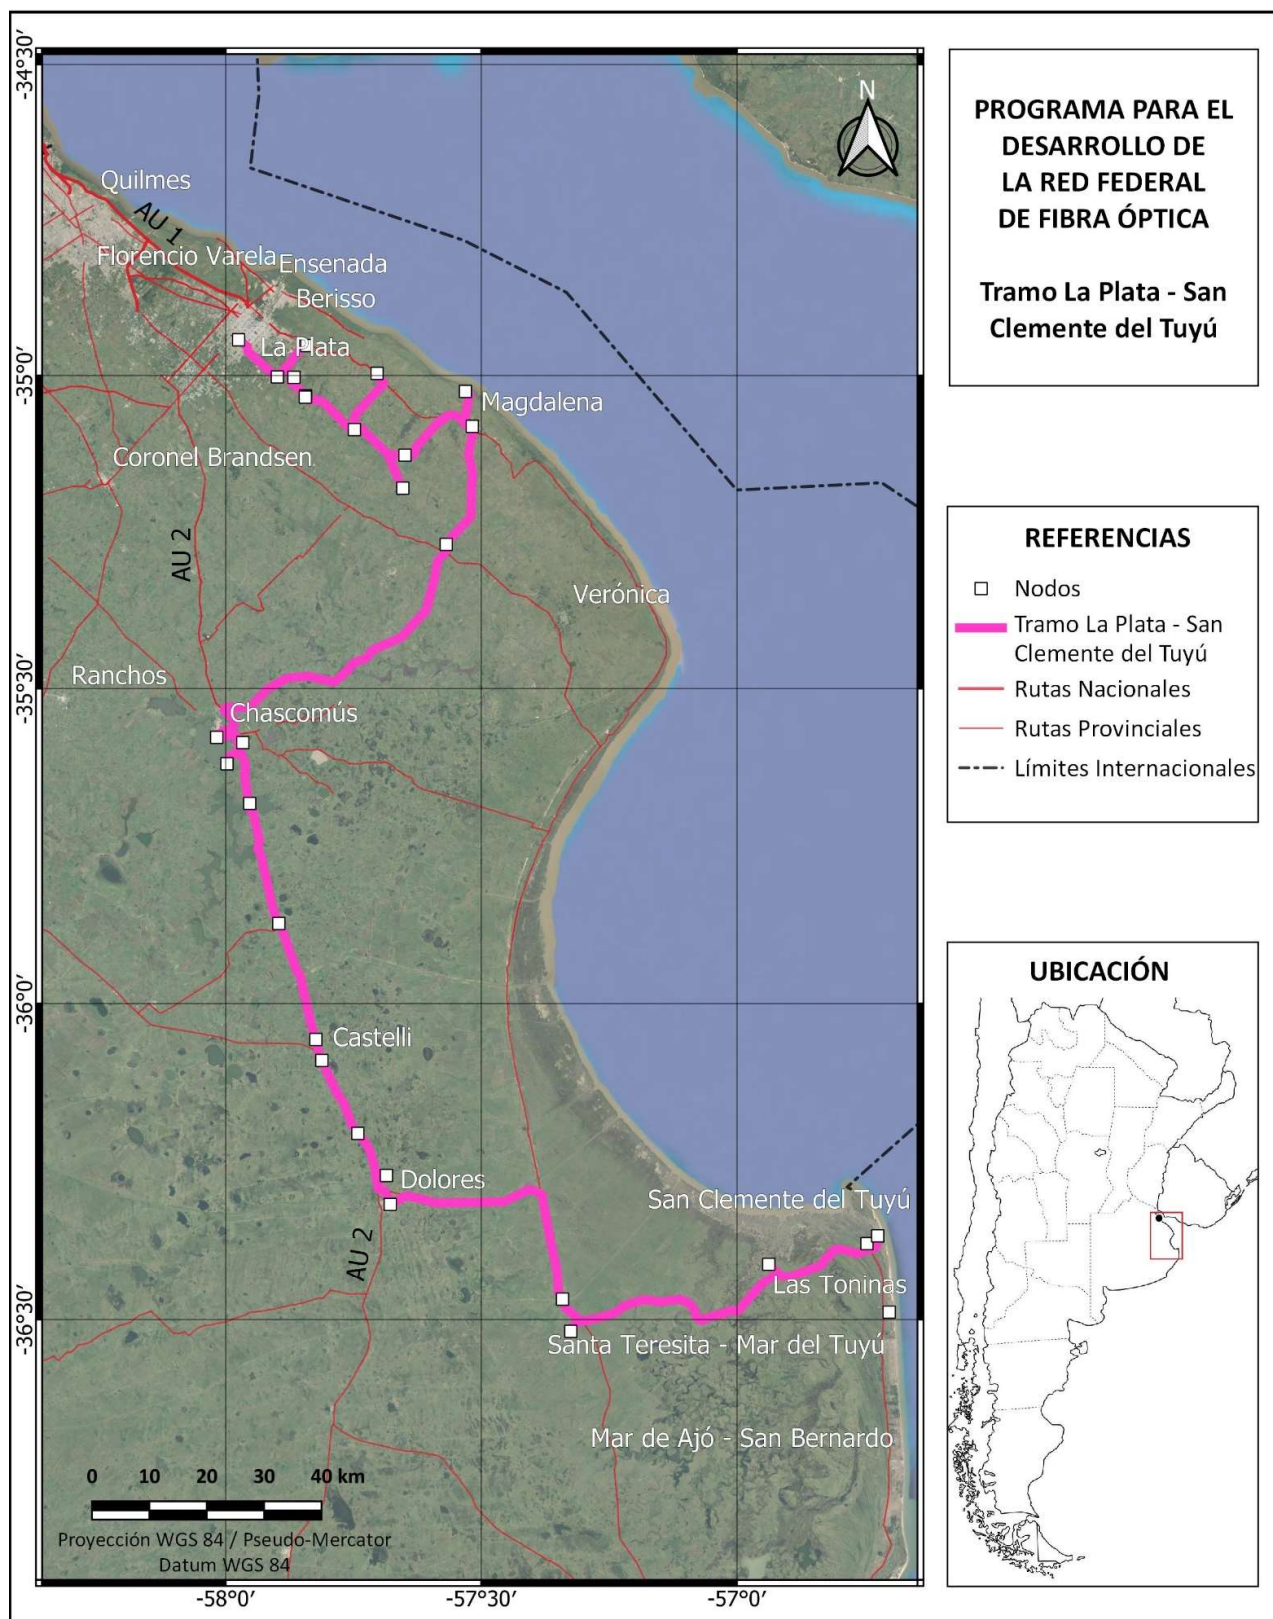 PROGRAMA PARA EL
DESARROLLO DE
LA RED FEDERAL
DE FIBRA ÓPTICA
Tramo La Plata - San
Clemente del Tuyú
N
-34°30′
-35°0′
-35°30′
-36°0′
-36°30′
Quilmes
AU 1
Florencio Varela
Ensenada
Berisso
La Plata
Magdalena
Coronel Brandsen
AU 2
Verónica
Ranchos
Chascomús
Castelli
Dolores
San Clemente del Tuyú
AU 2
Las Toninas
Santa Teresita - Mar del Tuyú
Mar de Ajó - San Bernardo
0 10 20 30 40 km
Proyección WGS 84 / Pseudo-Mercator
Datum WGS 84
-58°0′ -57°30′ -57°0′
REFERENCIAS
Nodos
Tramo La Plata - San
Clemente del Tuyú
Rutas Nacionales
Rutas Provinciales
Límites Internacionales
UBICACIÓN